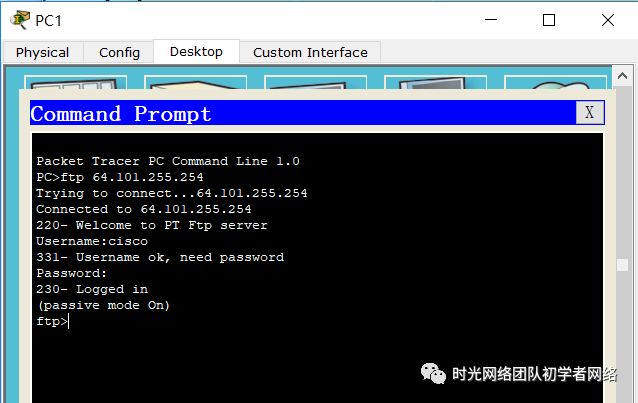 PC1
Physical Config Desktop Custom Interface
Command Prompt X
Packet Tracer PC Command Line 1.0
PC>ftp 64.101.255.254
Trying to connect...64.101.255.254
Connected to 64.101.255.254
220- Welcome to PT Ftp server
Username:cisco
331- Username ok, need password
Password:
230- Logged in
(passive mode On)
ftp>
时光网络团队初学者网络